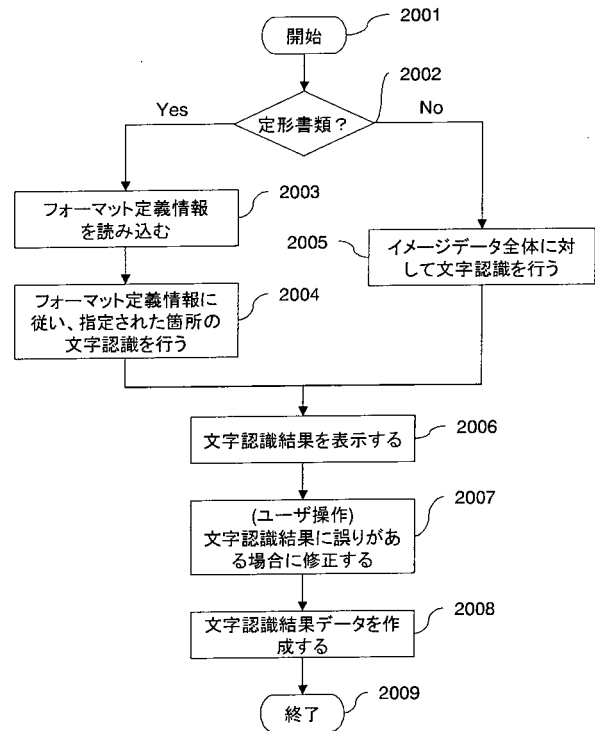 2001
開始
2002
定形書類?
Yes
No
2003
フォーマット定義情報
を読み込む
2005
イメージデータ全体に対
して文字認識を行う
2004
フォーマット定義情報に
従い、指定された箇所の
文字認識を行う
2006
文字認識結果を表示する
2007
(ユーザ操作)
文字認識結果に誤りがあ
る場合に修正する
2008
文字認識結果データを作
成する
2009
終了